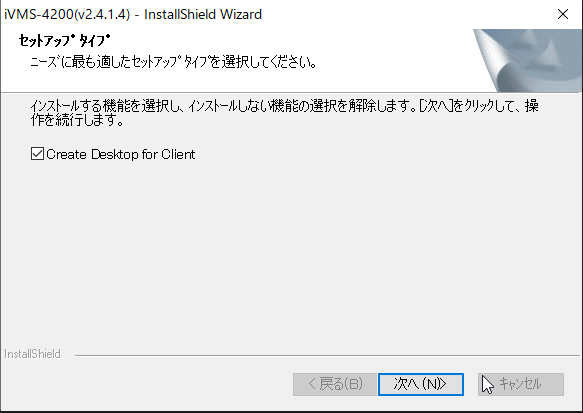 iVMS-4200(v2.4.1.4) - InstallShield Wizard
セットアップ タイプ
ニーズに最も適したセットアップ タイプを選択してください。
インストールする機能を選択し、インストールしない機能の選択を解除します。[次へ]をクリックして、操
作を続行します。
Create Desktop for Client
InstallShield
< 戻る(B)
次へ(N)>
キャンセル